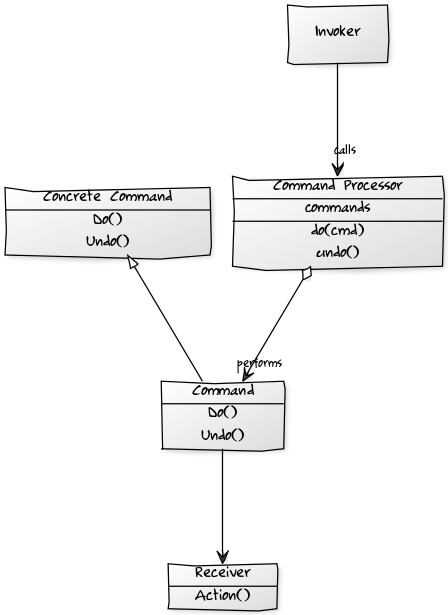 Invoker
calls
Concrete Command
Do()
Undo()
Command Processor
commands
do(cmd)
undo()
performs
Command
Do()
Undo()
Receiver
Action()